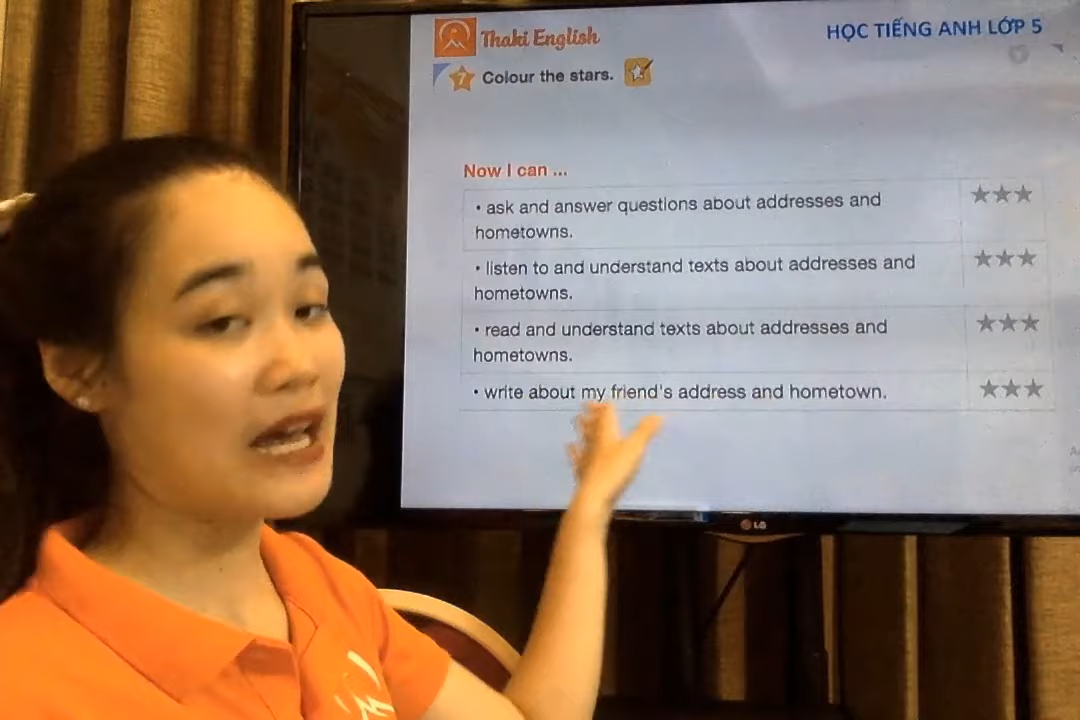 Thaki English
HỌC TIẾNG ANH LỚP 5
7 Colour the stars.
Now I can ...
• ask and answer questions about addresses and
hometowns.
• listen to and understand texts about addresses and
hometowns.
• read and understand texts about addresses and
hometowns.
• write about my friend's address and hometown.
LG